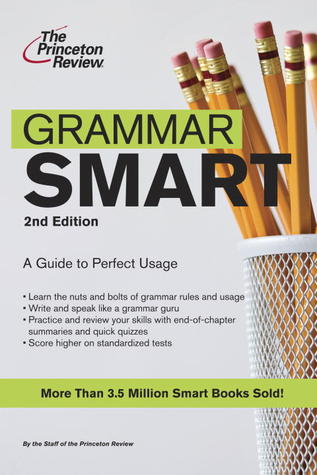 The
Princeton
Review
GRAMMAR
SMART
2nd Edition
A Guide to Perfect Usage
• Learn the nuts and bolts of grammar rules and usage
• Write and speak like a grammar guru
• Practice and review your skills with end-of-chapter
summaries and quick quizzes
• Score higher on standardized tests
More Than 3.5 Million Smart Books Sold!
By the Staff of the Princeton Review